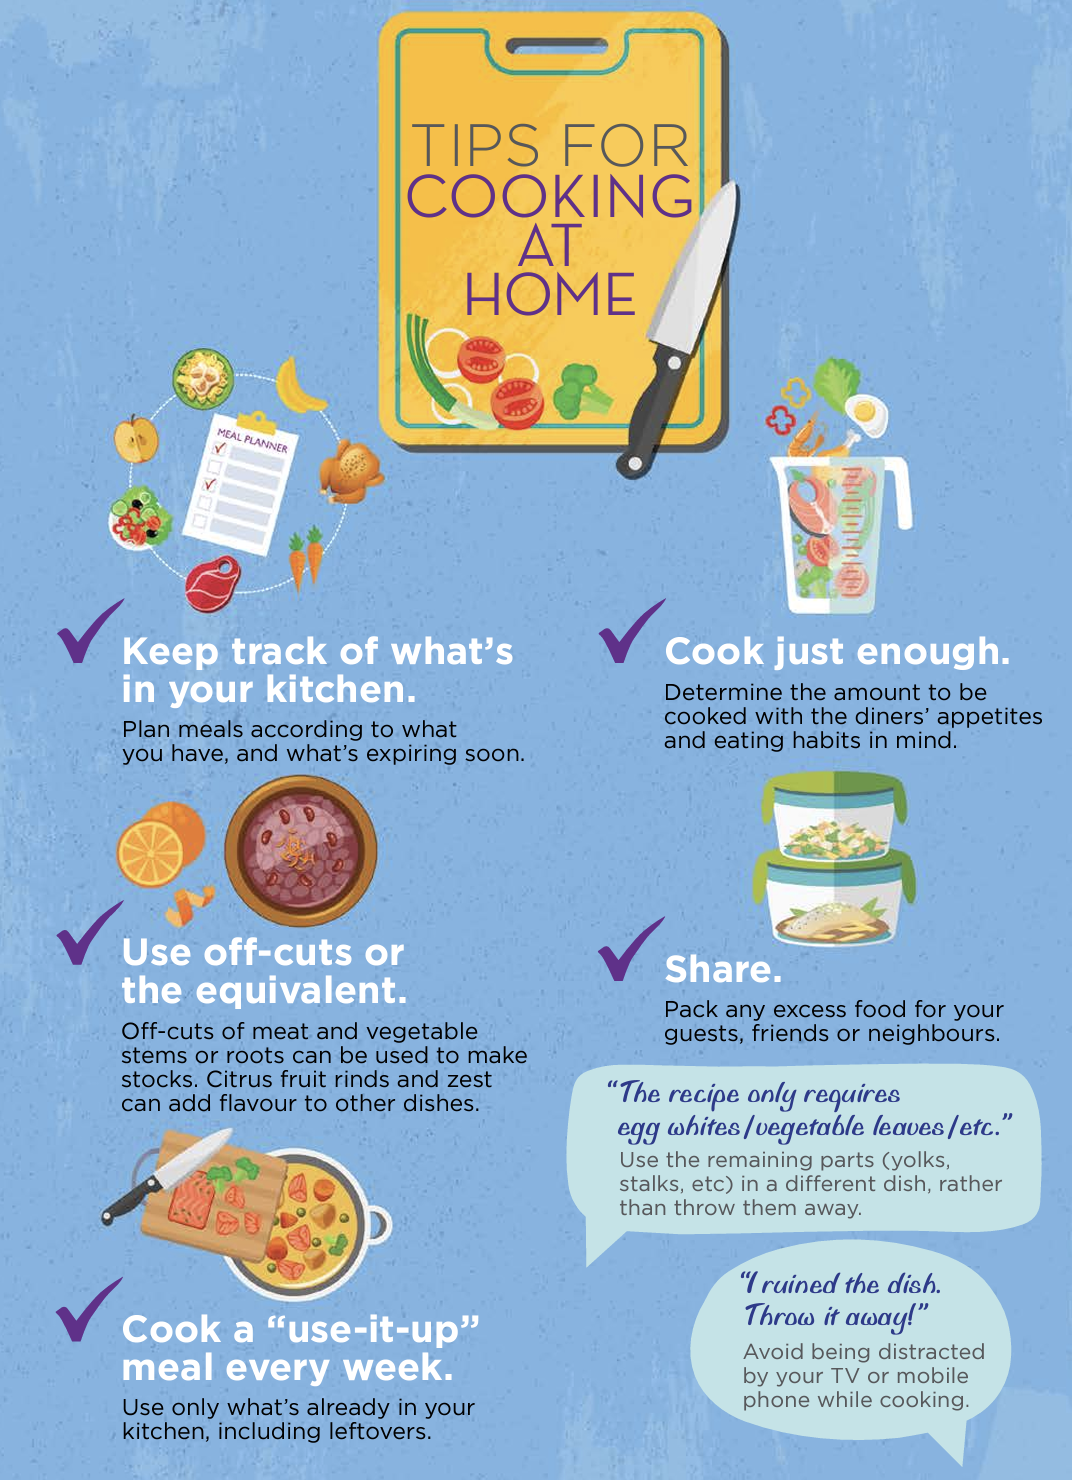 TIPS FOR
COOKING
AT
HOME
MEAL PLANNER
Keep track of what’s
in your kitchen.
Plan meals according to what
you have, and what’s expiring soon.
Use off-cuts or
the equivalent.
Off-cuts of meat and vegetable
stems or roots can be used to make
stocks. Citrus fruit rinds and zest
can add flavour to other dishes.
Cook a “use-it-up”
meal every week.
Use only what’s already in your
kitchen, including leftovers.
Cook just enough.
Determine the amount to be
cooked with the diners’ appetites
and eating habits in mind.
Share.
Pack any excess food for your
guests, friends or neighbours.
“The recipe only requires
egg whites/vegetable leaves/etc.”
Use the remaining parts (yolks,
stalks, etc) in a different dish, rather
than throw them away.
“I ruined the dish.
Throw it away!”
Avoid being distracted
by your TV or mobile
phone while cooking.